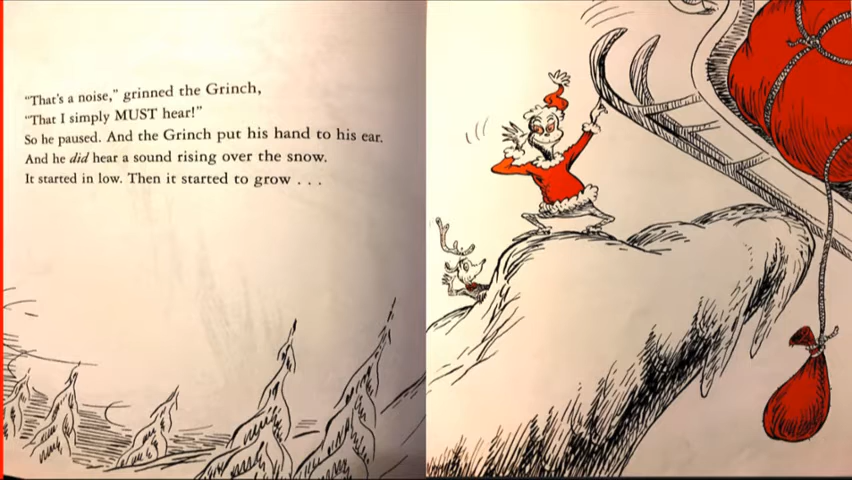 "That's a noise," grinned the Grinch,
"That I simply MUST hear!"
So he paused. And the Grinch put his hand to his ear.
And he did hear a sound rising over the snow.
It started in low. Then it started to grow . . .